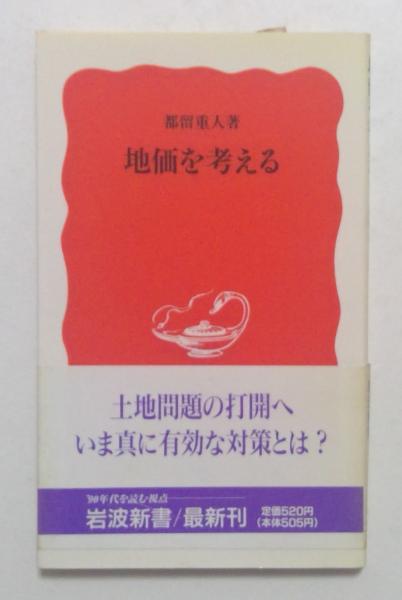 都留重人著
地価を考える
土地問題の打開へ
いま真に有効な対策とは？
'90年代を読む視点
岩波新書/最新刊
定価520円
(本体505円)